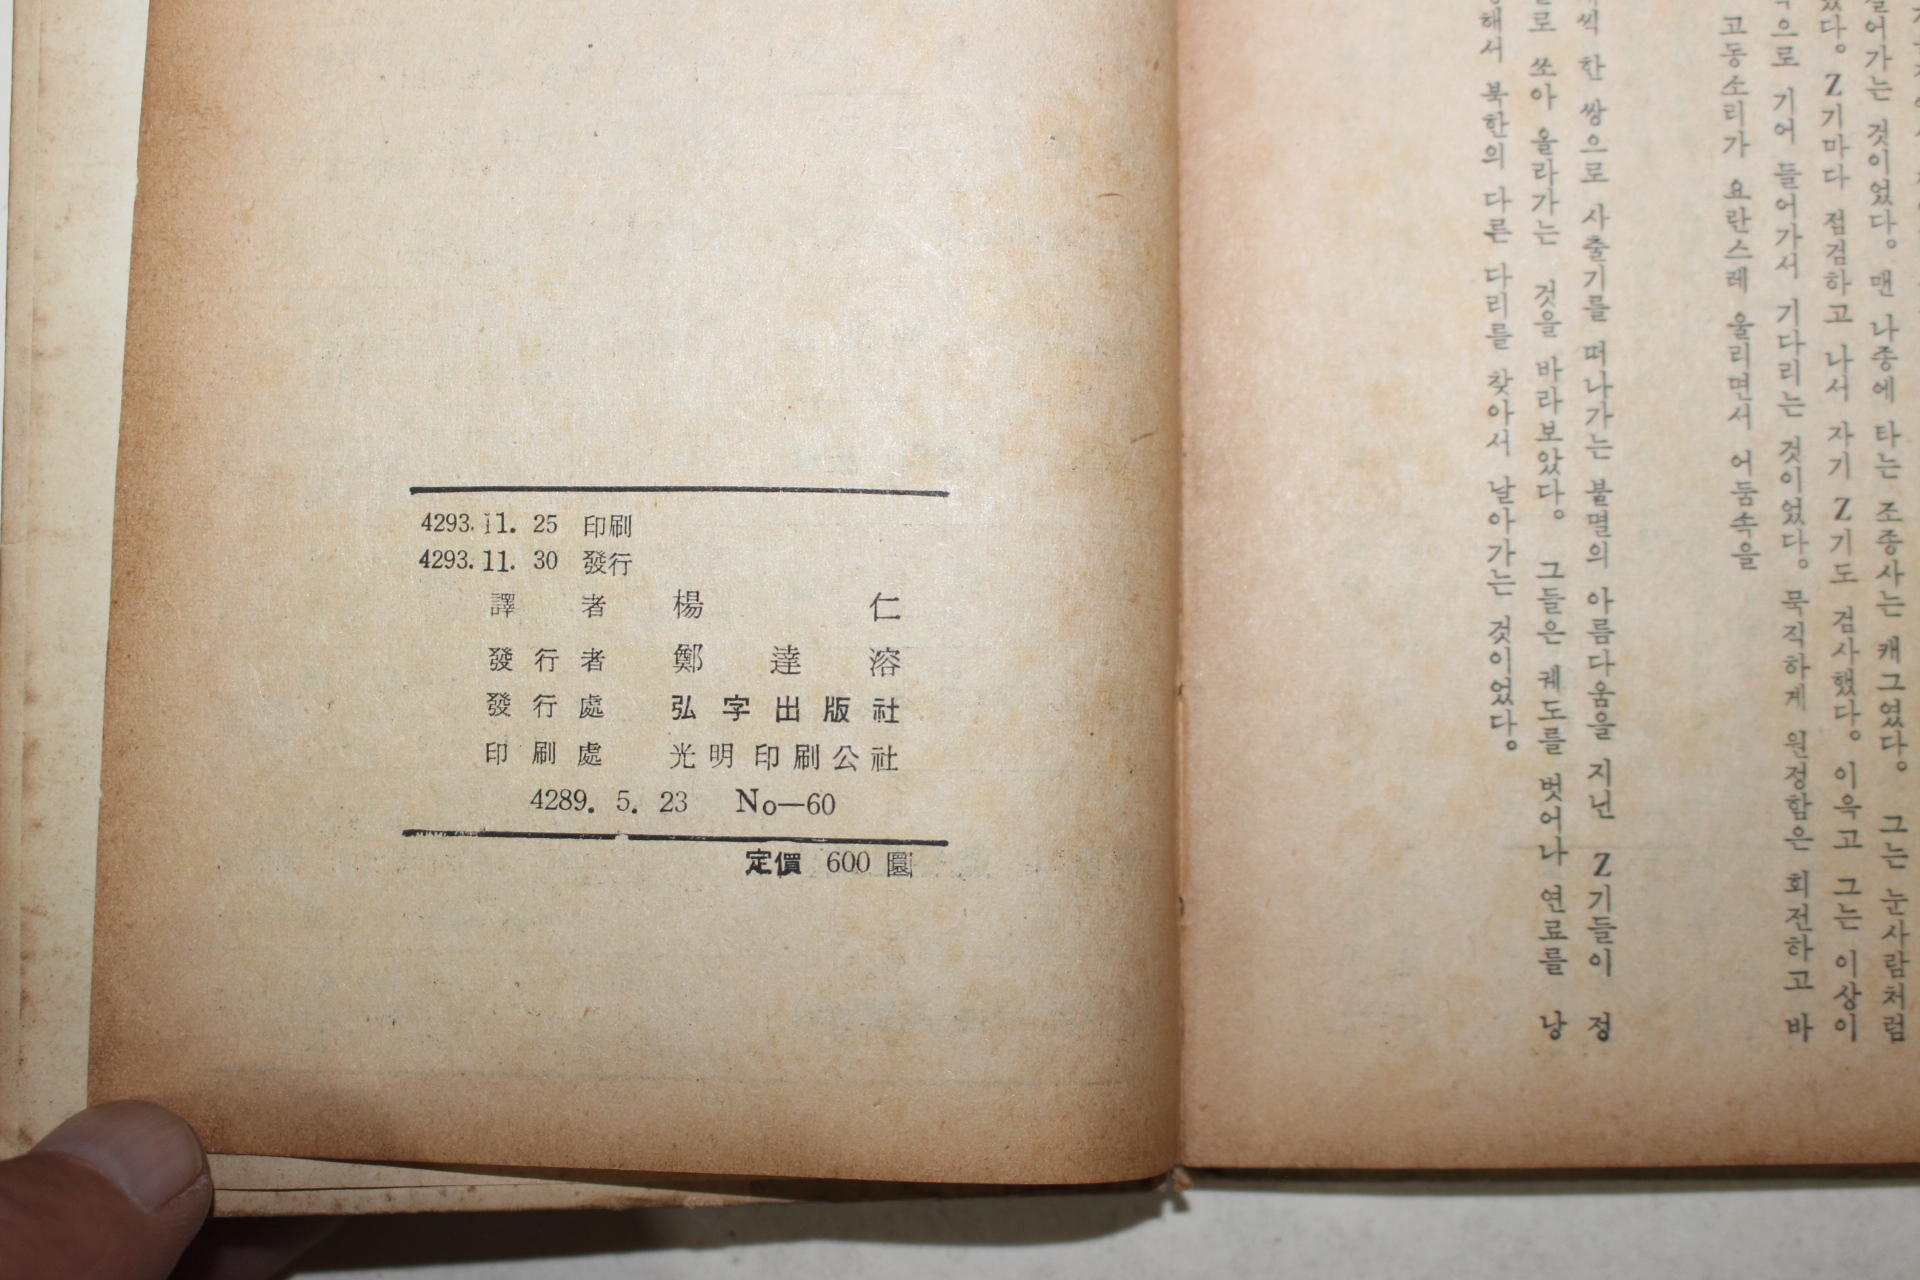 어가는 것이었다。 맨 나종에 타는 조종사는 캐그였다。 그는 눈사람처럼
었다。 Z기마다 점검하고 나서 자기 Z기도 검사했다。 이윽고 그는 이상이
으로 기어 들어가서 기다리는 것이었다。 묵직하게 원정함은 회전하고 바
고동소리가 요란스레 울리면서 어둠속을
씩 한 쌍으로 사출기를 떠나가는 불멸의 아름다움을 지닌 Z기들이 정
로 쏘아 올라가는 것을 바라보았다。 그들은 궤도를 벗어나 연료를 낭
해서 북한의 다른 다리를 찾아서 날아가는 것이었다。
4293. 11. 25 印刷
4293. 11. 30 發行
譯者 楊仁
發行者 鄭達溶
發行處 弘字出版社
印刷處 光明印刷公社
4289. 5. 23 No—60
定價 600 圜